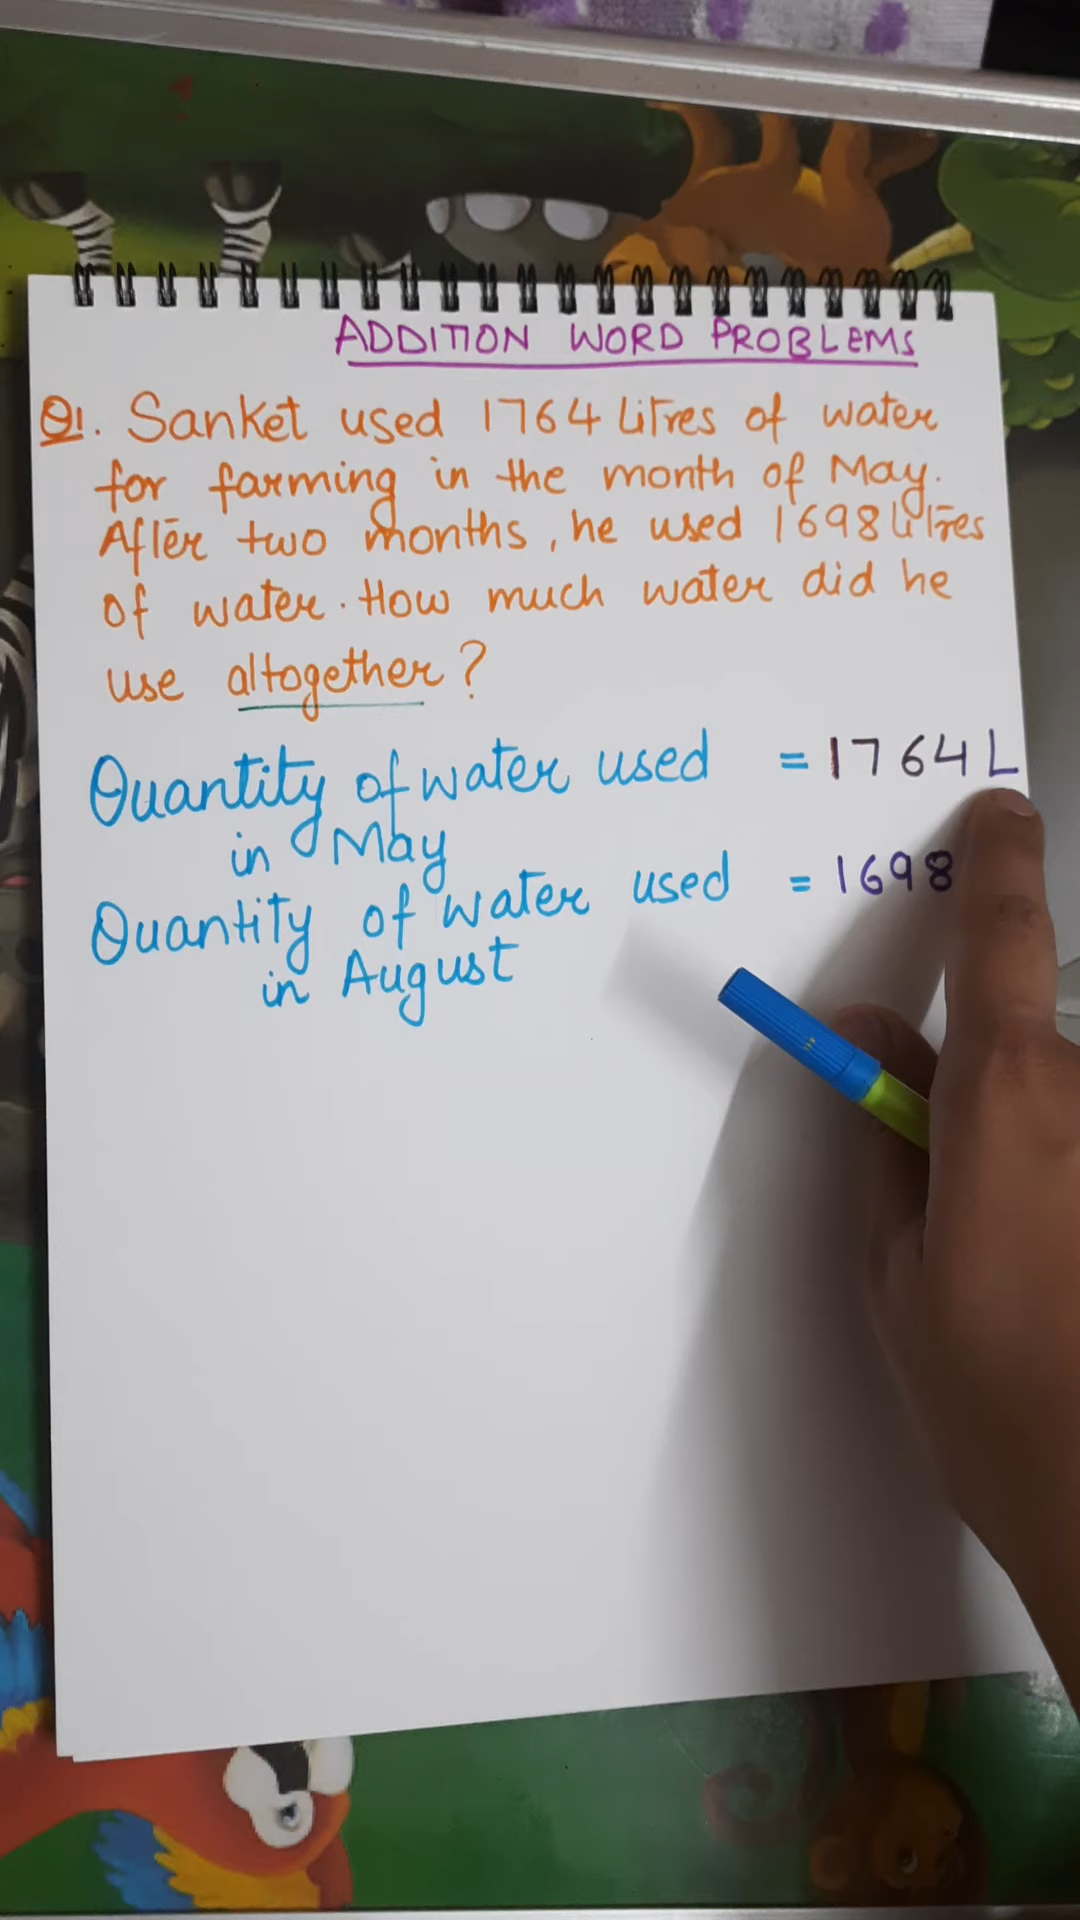 ADDITION WORD PROBLEMS
Q1. Sanket used 1764 Litres of water
for farming in the month of May.
After two months, he used 1698 Litres
of water. How much water did he
use altogether?
Quantity of water used = 1764 L
in May
Quantity of water used = 1698
in August